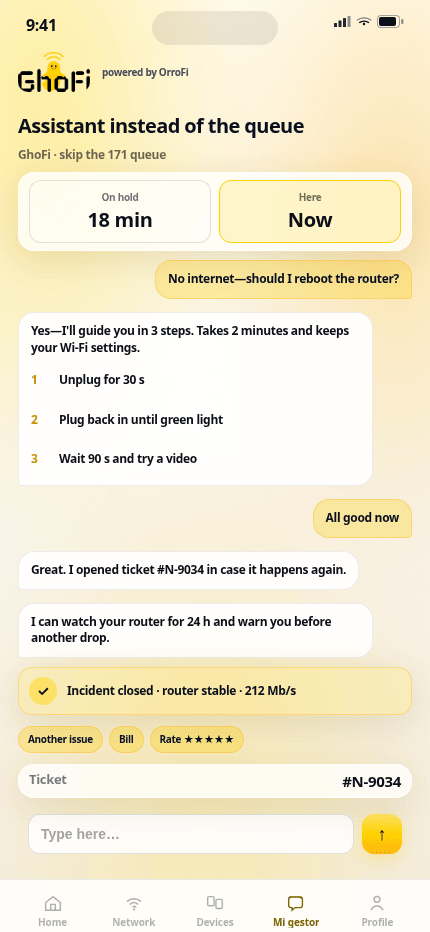 9:41
GhoFi powered by OrroFi
Assistant instead of the queue
GhoFi · skip the 171 queue
On hold
18 min
Here
Now
No internet—should I reboot the router?
Yes—I'll guide you in 3 steps. Takes 2 minutes and keeps
your Wi-Fi settings.
1 Unplug for 30 s
2 Plug back in until green light
3 Wait 90 s and try a video
All good now
Great. I opened ticket #N-9034 in case it happens again.
I can watch your router for 24 h and warn you before
another drop.
Incident closed · router stable · 212 Mb/s
Another issue
Bill
Rate ★★★★★
Ticket #N-9034
Type here...
↑
Home
Network
Devices
Mi gestor
Profile